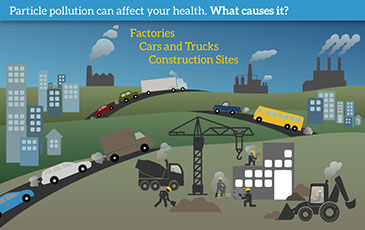 Particle pollution can affect your health. What causes it?
Factories
Cars and Trucks
Construction Sites